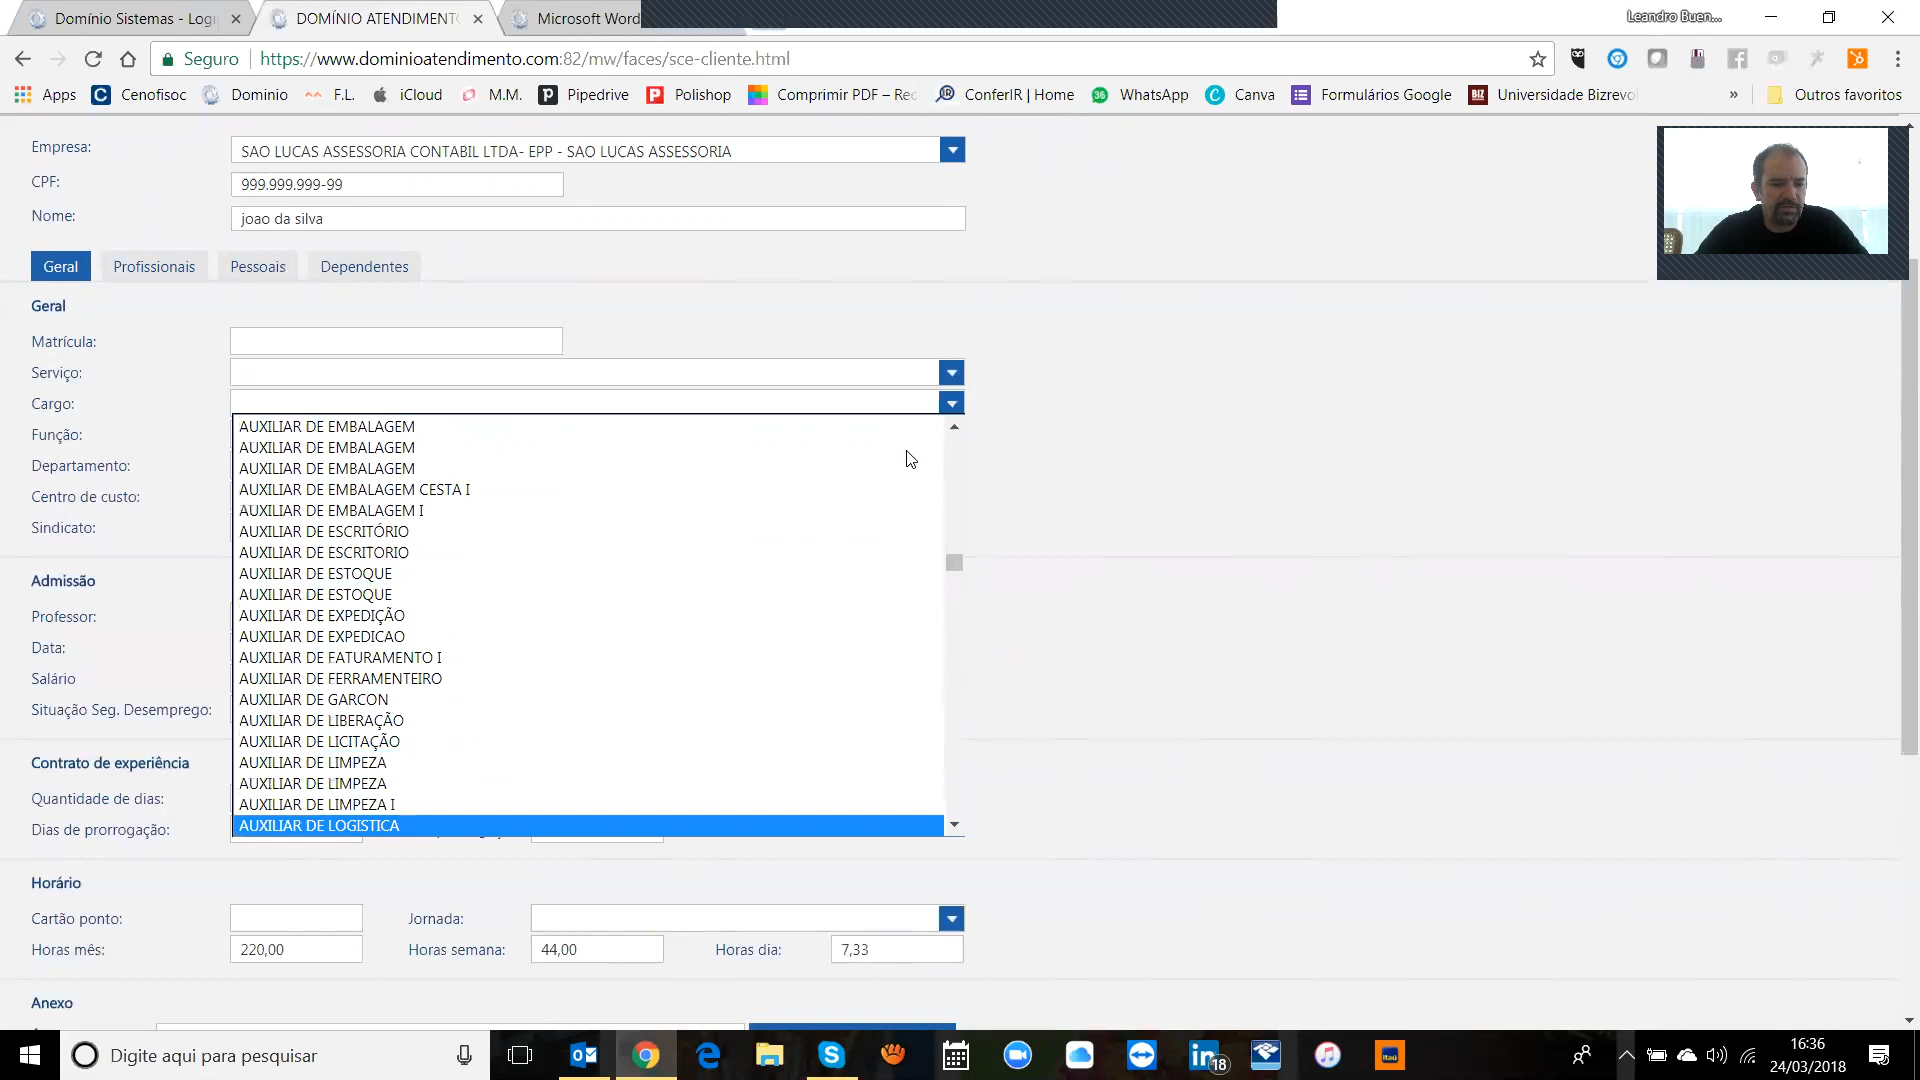 Domínio Sistemas - Logi
DOMÍNIO ATENDIMENTO
Microsoft Word
Leandro Buen...
Seguro
https://www.dominioatendimento.com:82/mw/faces/sce-cliente.html
Apps
Cenofisoc
Dominio
F.L.
iCloud
M.M.
Pipedrive
Polishop
Comprimir PDF – Rec
ConferIR | Home
WhatsApp
Canva
Formulários Google
Universidade Bizrevol
»
Outros favoritos
Empresa:
SAO LUCAS ASSESSORIA CONTABIL LTDA- EPP - SAO LUCAS ASSESSORIA
CPF:
999.999.999-99
Nome:
joao da silva
Geral
Profissionais
Pessoais
Dependentes
Geral
Matrícula:
Serviço:
Cargo:
Função:
Departamento:
Centro de custo:
Sindicato:
AUXILIAR DE EMBALAGEM
AUXILIAR DE EMBALAGEM
AUXILIAR DE EMBALAGEM
AUXILIAR DE EMBALAGEM CESTA I
AUXILIAR DE EMBALAGEM I
AUXILIAR DE ESCRITÓRIO
AUXILIAR DE ESCRITORIO
AUXILIAR DE ESTOQUE
AUXILIAR DE ESTOQUE
AUXILIAR DE EXPEDIÇÃO
AUXILIAR DE EXPEDICAO
AUXILIAR DE FATURAMENTO I
AUXILIAR DE FERRAMENTEIRO
AUXILIAR DE GARCON
AUXILIAR DE LIBERAÇÃO
AUXILIAR DE LICITAÇÃO
AUXILIAR DE LIMPEZA
AUXILIAR DE LIMPEZA
AUXILIAR DE LIMPEZA I
AUXILIAR DE LOGISTICA
Admissão
Professor:
Data:
Salário
Situação Seg. Desemprego:
Contrato de experiência
Quantidade de dias:
Dias de prorrogação:
Horário
Cartão ponto:
Jornada:
Horas mês:
220,00
Horas semana:
44,00
Horas dia:
7,33
Anexo
Digite aqui para pesquisar
18
Itaú
16:36
24/03/2018